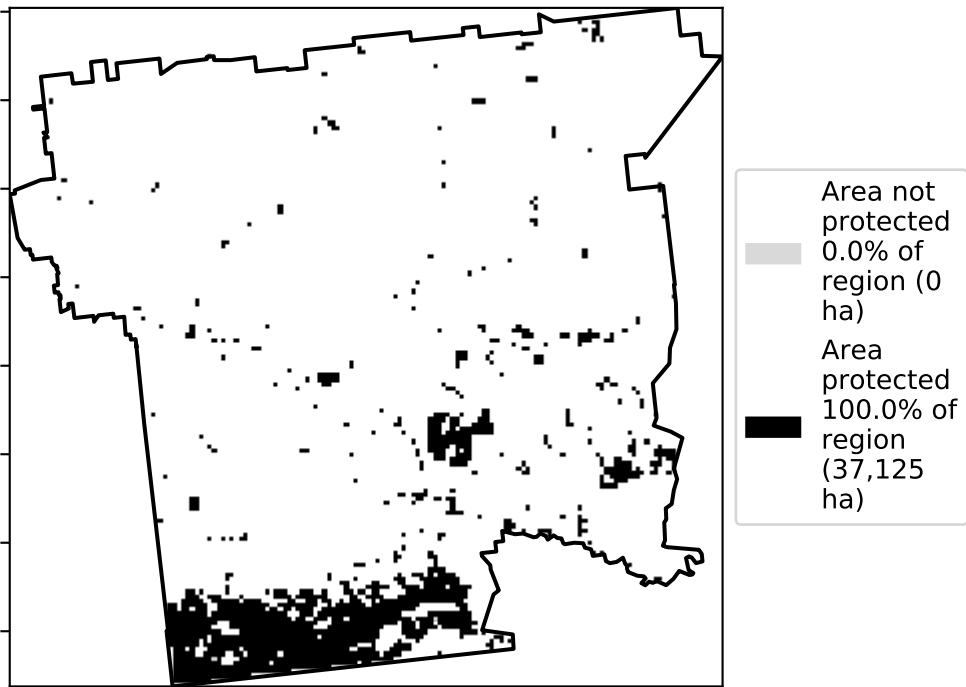 Area not
protected
0.0% of
region (0
ha)
Area
protected
100.0% of
region
(37,125
ha)